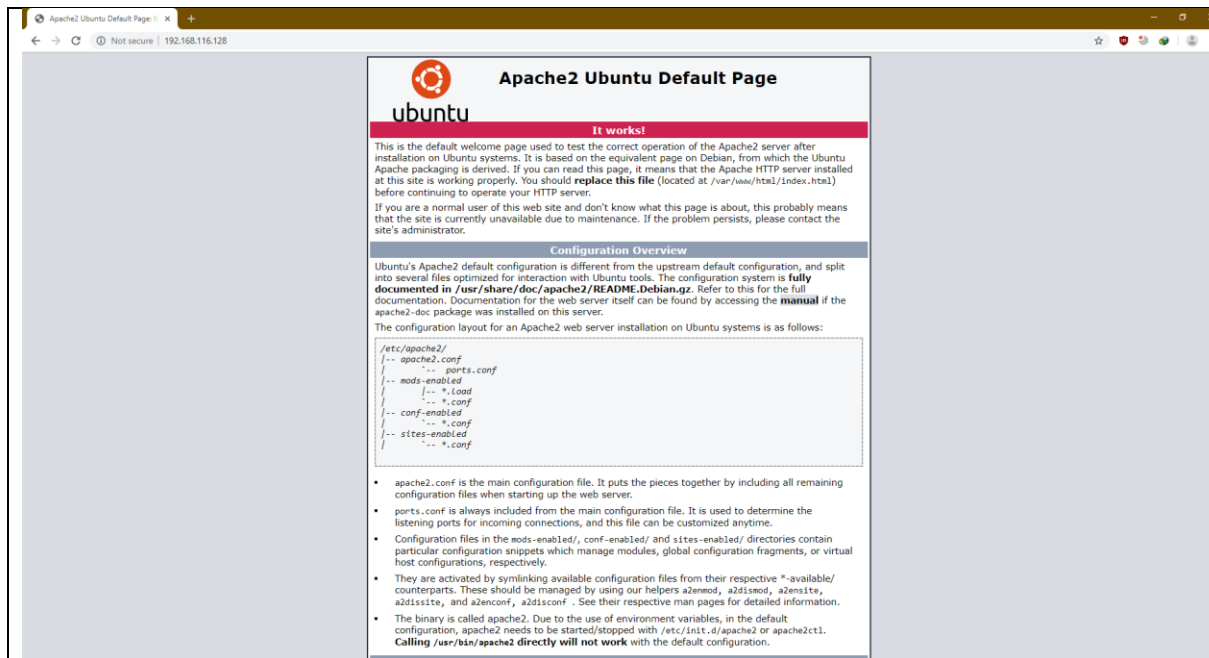 Apache2 Ubuntu Default Page: It
Not secure | 192.168.116.128
ubuntu
Apache2 Ubuntu Default Page
It works!
This is the default welcome page used to test the correct operation of the Apache2 server after
installation on Ubuntu systems. It is based on the equivalent page on Debian, from which the Ubuntu
Apache packaging is derived. If you can read this page, it means that the Apache HTTP server installed
at this site is working properly. You should replace this file (located at /var/www/html/index.html)
before continuing to operate your HTTP server.
If you are a normal user of this web site and don't know what this page is about, this probably means
that the site is currently unavailable due to maintenance. If the problem persists, please contact the
site's administrator.
Configuration Overview
Ubuntu's Apache2 default configuration is different from the upstream default configuration, and split
into several files optimized for interaction with Ubuntu tools. The configuration system is fully
documented in /usr/share/doc/apache2/README.Debian.gz. Refer to this for the full
documentation. Documentation for the web server itself can be found by accessing the manual if the
apache2-doc package was installed on this server.
The configuration layout for an Apache2 web server installation on Ubuntu systems is as follows:
/etc/apache2/
|-- apache2.conf
|       `--  ports.conf
|-- mods-enabled
|       |-- *.load
|       `-- *.conf
|-- conf-enabled
|       `-- *.conf
|-- sites-enabled
|       `-- *.conf
• apache2.conf is the main configuration file. It puts the pieces together by including all remaining
configuration files when starting up the web server.
• ports.conf is always included from the main configuration file. It is used to determine the
listening ports for incoming connections, and this file can be customized anytime.
• Configuration files in the mods-enabled/, conf-enabled/ and sites-enabled/ directories contain
particular configuration snippets which manage modules, global configuration fragments, or virtual
host configurations, respectively.
• They are activated by symlinking available configuration files from their respective *-available/
counterparts. These should be managed by using our helpers a2enmod, a2dismod, a2ensite,
a2dissite, and a2enconf, a2disconf . See their respective man pages for detailed information.
• The binary is called apache2. Due to the use of environment variables, in the default
configuration, apache2 needs to be started/stopped with /etc/init.d/apache2 or apache2ctl.
Calling /usr/bin/apache2 directly will not work with the default configuration.